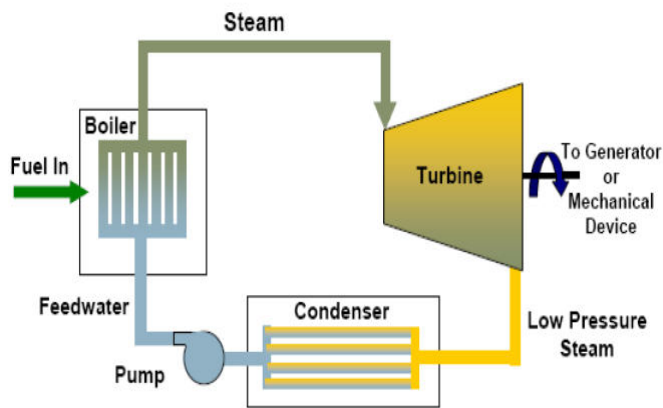 Steam
Boiler
Fuel In
Turbine
To Generator
or
Mechanical
Device
Feedwater
Condenser
Low Pressure
Steam
Pump